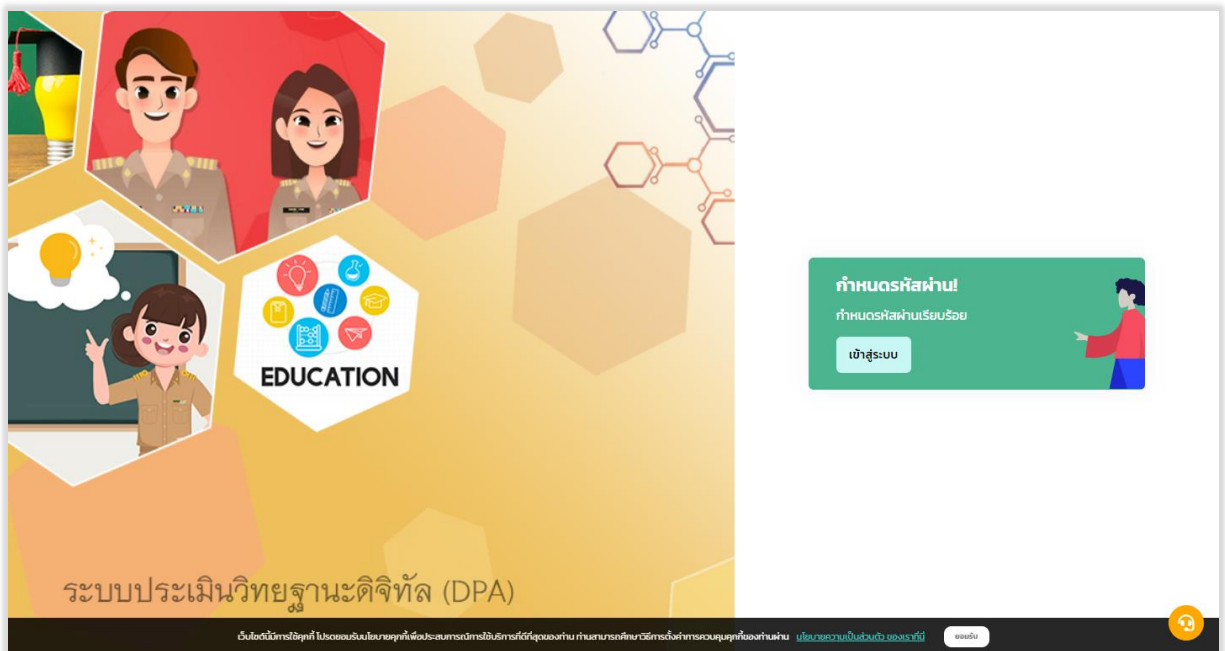 EDUCATION
ระบบประเมินวิทยฐานะดิจิทัล (DPA)
กำหนดรหัสผ่าน!
กำหนดรหัสผ่านเรียบร้อย
เข้าสู่ระบบ
เว็บไซต์นี้มีการใช้คุกกี้ โปรดยอมรับนโยบายคุกกี้เพื่อประสบการณ์การใช้บริการที่ดีที่สุดของท่าน ท่านสามารถศึกษาวิธีการตั้งค่าการควบคุมคุกกี้ของท่านผ่าน นโยบายความเป็นส่วนตัว ของเราที่นี่ ยอมรับ